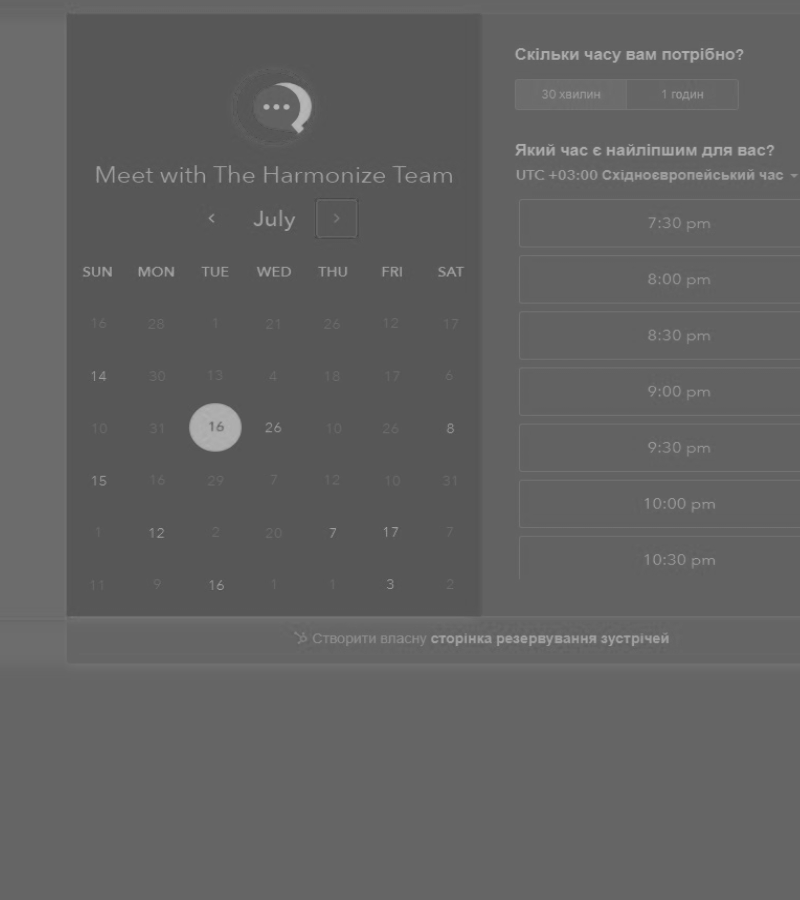 Meet with The Harmonize Team
July
SUN MON TUE WED THU FRI SAT
16 28 1 21 26 12 17
14 30 13 4 18 17 6
10 31 16 26 10 26 8
15 16 29 7 12 10 31
1 12 2 20 7 17 7
11 9 16 1 1 3 2
Скільки часу вам потрібно?
30 хвилин 1 годин
Який час є найліпшим для вас?
UTC +03:00 Східноєвропейський час
7:30 pm
8:00 pm
8:30 pm
9:00 pm
9:30 pm
10:00 pm
10:30 pm
Створити власну сторінка резервування зустрічей